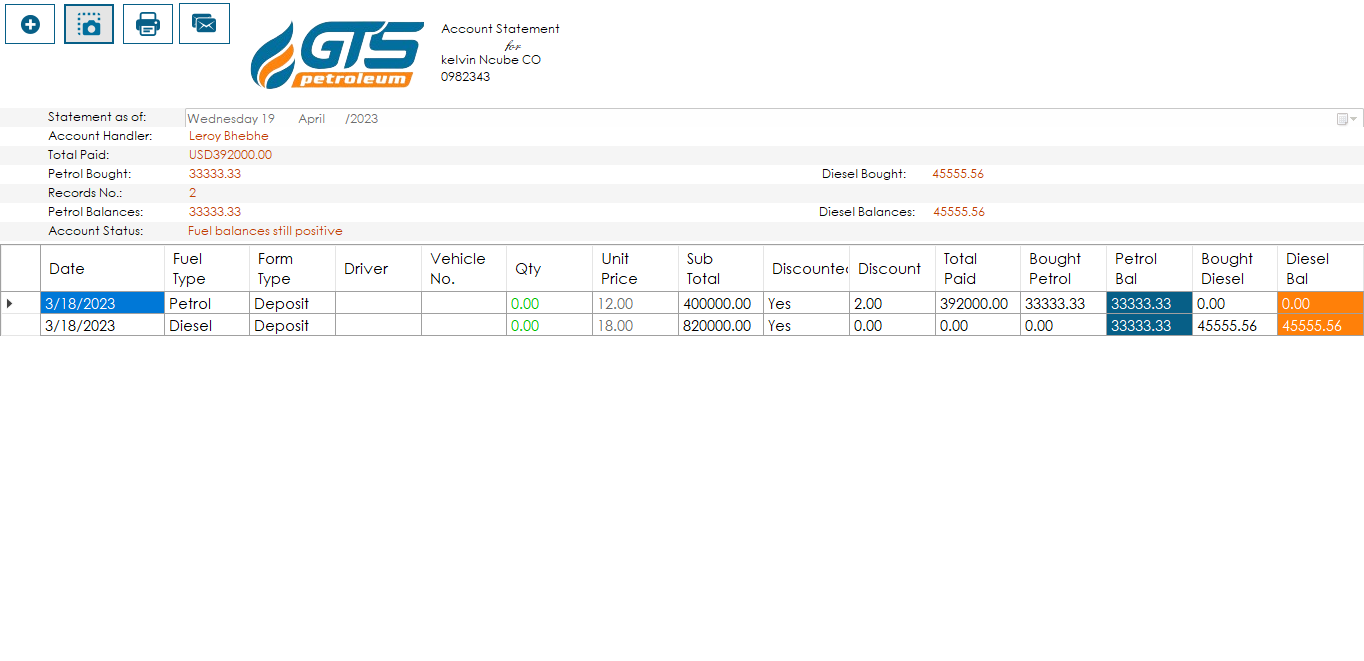 GTS
petroleum
Account Statement
for
kelvin Ncube CO
0982343
Statement as of: Wednesday 19 April /2023
Account Handler: Leroy Bhebhe
Total Paid: USD392000.00
Petrol Bought: 33333.33 Diesel Bought: 45555.56
Records No.: 2
Petrol Balances: 33333.33 Diesel Balances: 45555.56
Account Status: Fuel balances still positive
Date Fuel Type Form Type Driver Vehicle No. Qty Unit Price Sub Total Discounted Discount Total Paid Bought Petrol Petrol Bal Bought Diesel Diesel Bal
3/18/2023 Petrol Deposit 0.00 12.00 400000.00 Yes 2.00 392000.00 33333.33 33333.33 0.00 0.00
3/18/2023 Diesel Deposit 0.00 18.00 820000.00 Yes 0.00 0.00 0.00 33333.33 45555.56 45555.56